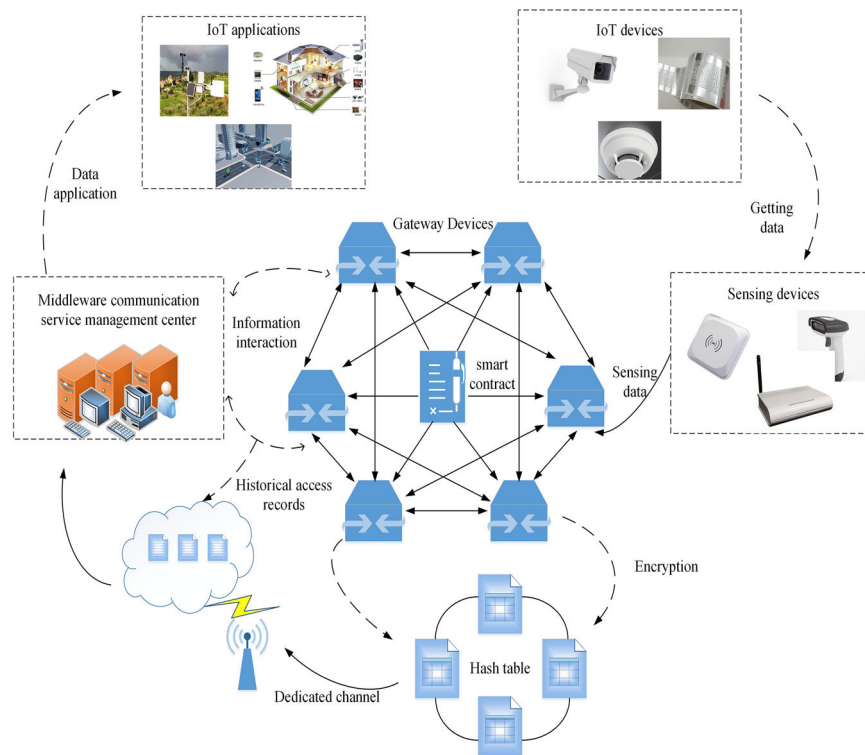 IoT applications
IoT devices
Data
application
Gateway Devices
Getting
data
Middleware communication
service management center
Sensing devices
Information
interaction
smart
contract
Sensing
data
Historical access
records
Encryption
Hash table
Dedicated channel